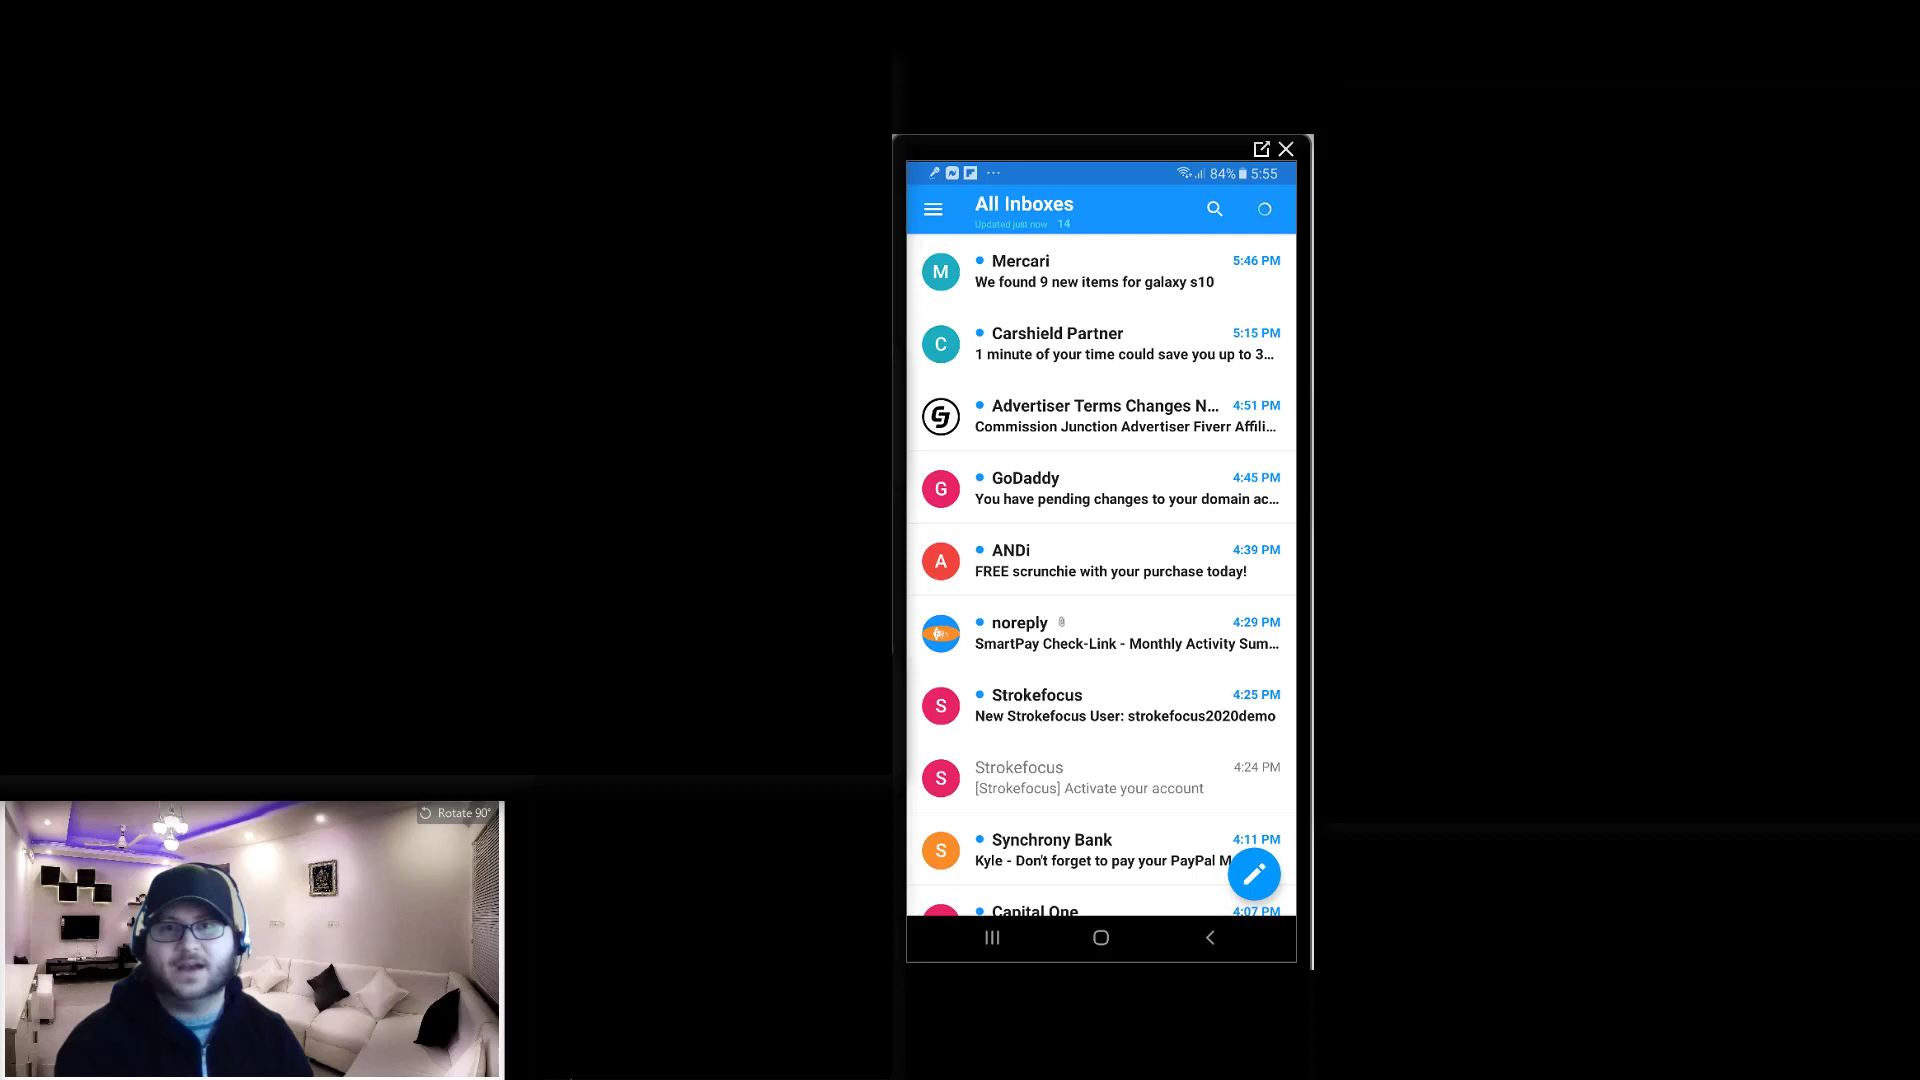 84% 5:55
All Inboxes
Updated just now 14
M
Mercari 5:46 PM
We found 9 new items for galaxy s10
C
Carshield Partner 5:15 PM
1 minute of your time could save you up to 3...
CJ
Advertiser Terms Changes N... 4:51 PM
Commission Junction Advertiser Fiverr Affili...
G
GoDaddy 4:45 PM
You have pending changes to your domain ac...
A
ANDi 4:39 PM
FREE scrunchie with your purchase today!
noreply 4:29 PM
SmartPay Check-Link - Monthly Activity Sum...
S
Strokefocus 4:25 PM
New Strokefocus User: strokefocus2020demo
S
Strokefocus 4:24 PM
[Strokefocus] Activate your account
S
Synchrony Bank 4:11 PM
Kyle - Don't forget to pay your PayPal M
Capital One 4:07 PM
Rotate 90°